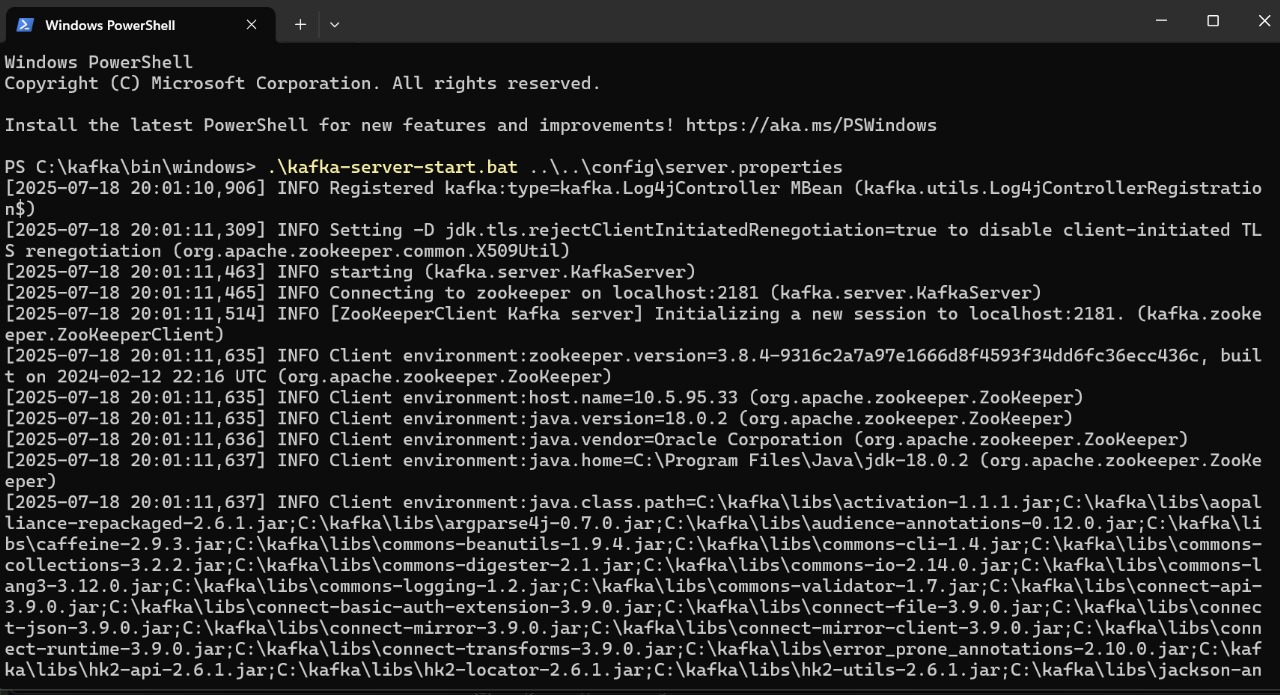 Windows PowerShell
Windows PowerShell
Copyright (C) Microsoft Corporation. All rights reserved.
Install the latest PowerShell for new features and improvements! https://aka.ms/PSWindows
PS C:\kafka\bin\windows> .\kafka-server-start.bat ..\..\config\server.properties
[2025-07-18 20:01:10,906] INFO Registered kafka:type=kafka.Log4jController MBean (kafka.utils.Log4jControllerRegistratio
n$)
[2025-07-18 20:01:11,309] INFO Setting -D jdk.tls.rejectClientInitiatedRenegotiation=true to disable client-initiated TL
S renegotiation (org.apache.zookeeper.common.X509Util)
[2025-07-18 20:01:11,463] INFO starting (kafka.server.KafkaServer)
[2025-07-18 20:01:11,465] INFO Connecting to zookeeper on localhost:2181 (kafka.server.KafkaServer)
[2025-07-18 20:01:11,514] INFO [ZooKeeperClient Kafka server] Initializing a new session to localhost:2181. (kafka.zooke
eper.ZooKeeperClient)
[2025-07-18 20:01:11,635] INFO Client environment:zookeeper.version=3.8.4-9316c2a7a97e1666d8f4593f34dd6fc36ecc436c, buil
t on 2024-02-12 22:16 UTC (org.apache.zookeeper.ZooKeeper)
[2025-07-18 20:01:11,635] INFO Client environment:host.name=10.5.95.33 (org.apache.zookeeper.ZooKeeper)
[2025-07-18 20:01:11,635] INFO Client environment:java.version=18.0.2 (org.apache.zookeeper.ZooKeeper)
[2025-07-18 20:01:11,636] INFO Client environment:java.vendor=Oracle Corporation (org.apache.zookeeper.ZooKeeper)
[2025-07-18 20:01:11,637] INFO Client environment:java.home=C:\Program Files\Java\jdk-18.0.2 (org.apache.zookeeper.ZooKe
eper)
[2025-07-18 20:01:11,637] INFO Client environment:java.class.path=C:\kafka\libs\activation-1.1.1.jar;C:\kafka\libs\aopal
liance-repackaged-2.6.1.jar;C:\kafka\libs\argparse4j-0.7.0.jar;C:\kafka\libs\audience-annotations-0.12.0.jar;C:\kafka\li
bs\caffeine-2.9.3.jar;C:\kafka\libs\commons-beanutils-1.9.4.jar;C:\kafka\libs\commons-cli-1.4.jar;C:\kafka\libs\commons-
collections-3.2.2.jar;C:\kafka\libs\commons-digester-2.1.jar;C:\kafka\libs\commons-io-2.14.0.jar;C:\kafka\libs\commons-l
ang3-3.12.0.jar;C:\kafka\libs\commons-logging-1.2.jar;C:\kafka\libs\commons-validator-1.7.jar;C:\kafka\libs\connect-api-
3.9.0.jar;C:\kafka\libs\connect-basic-auth-extension-3.9.0.jar;C:\kafka\libs\connect-file-3.9.0.jar;C:\kafka\libs\connec
t-json-3.9.0.jar;C:\kafka\libs\connect-mirror-3.9.0.jar;C:\kafka\libs\connect-mirror-client-3.9.0.jar;C:\kafka\libs\conn
ect-runtime-3.9.0.jar;C:\kafka\libs\connect-transforms-3.9.0.jar;C:\kafka\libs\error_prone_annotations-2.10.0.jar;C:\kaf
ka\libs\hk2-api-2.6.1.jar;C:\kafka\libs\hk2-locator-2.6.1.jar;C:\kafka\libs\hk2-utils-2.6.1.jar;C:\kafka\libs\jackson-an